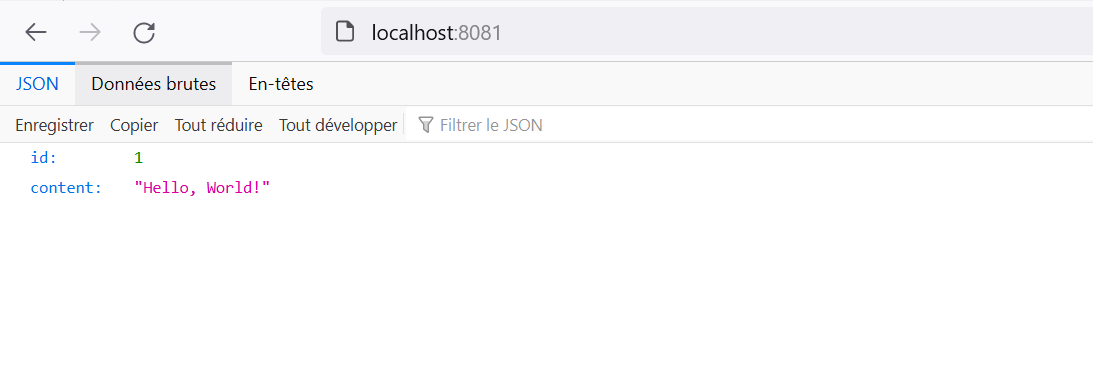 localhost:8081
JSON Données brutes En-têtes
Enregistrer Copier Tout réduire Tout développer Filtrer le JSON
id: 1
content: "Hello, World!"